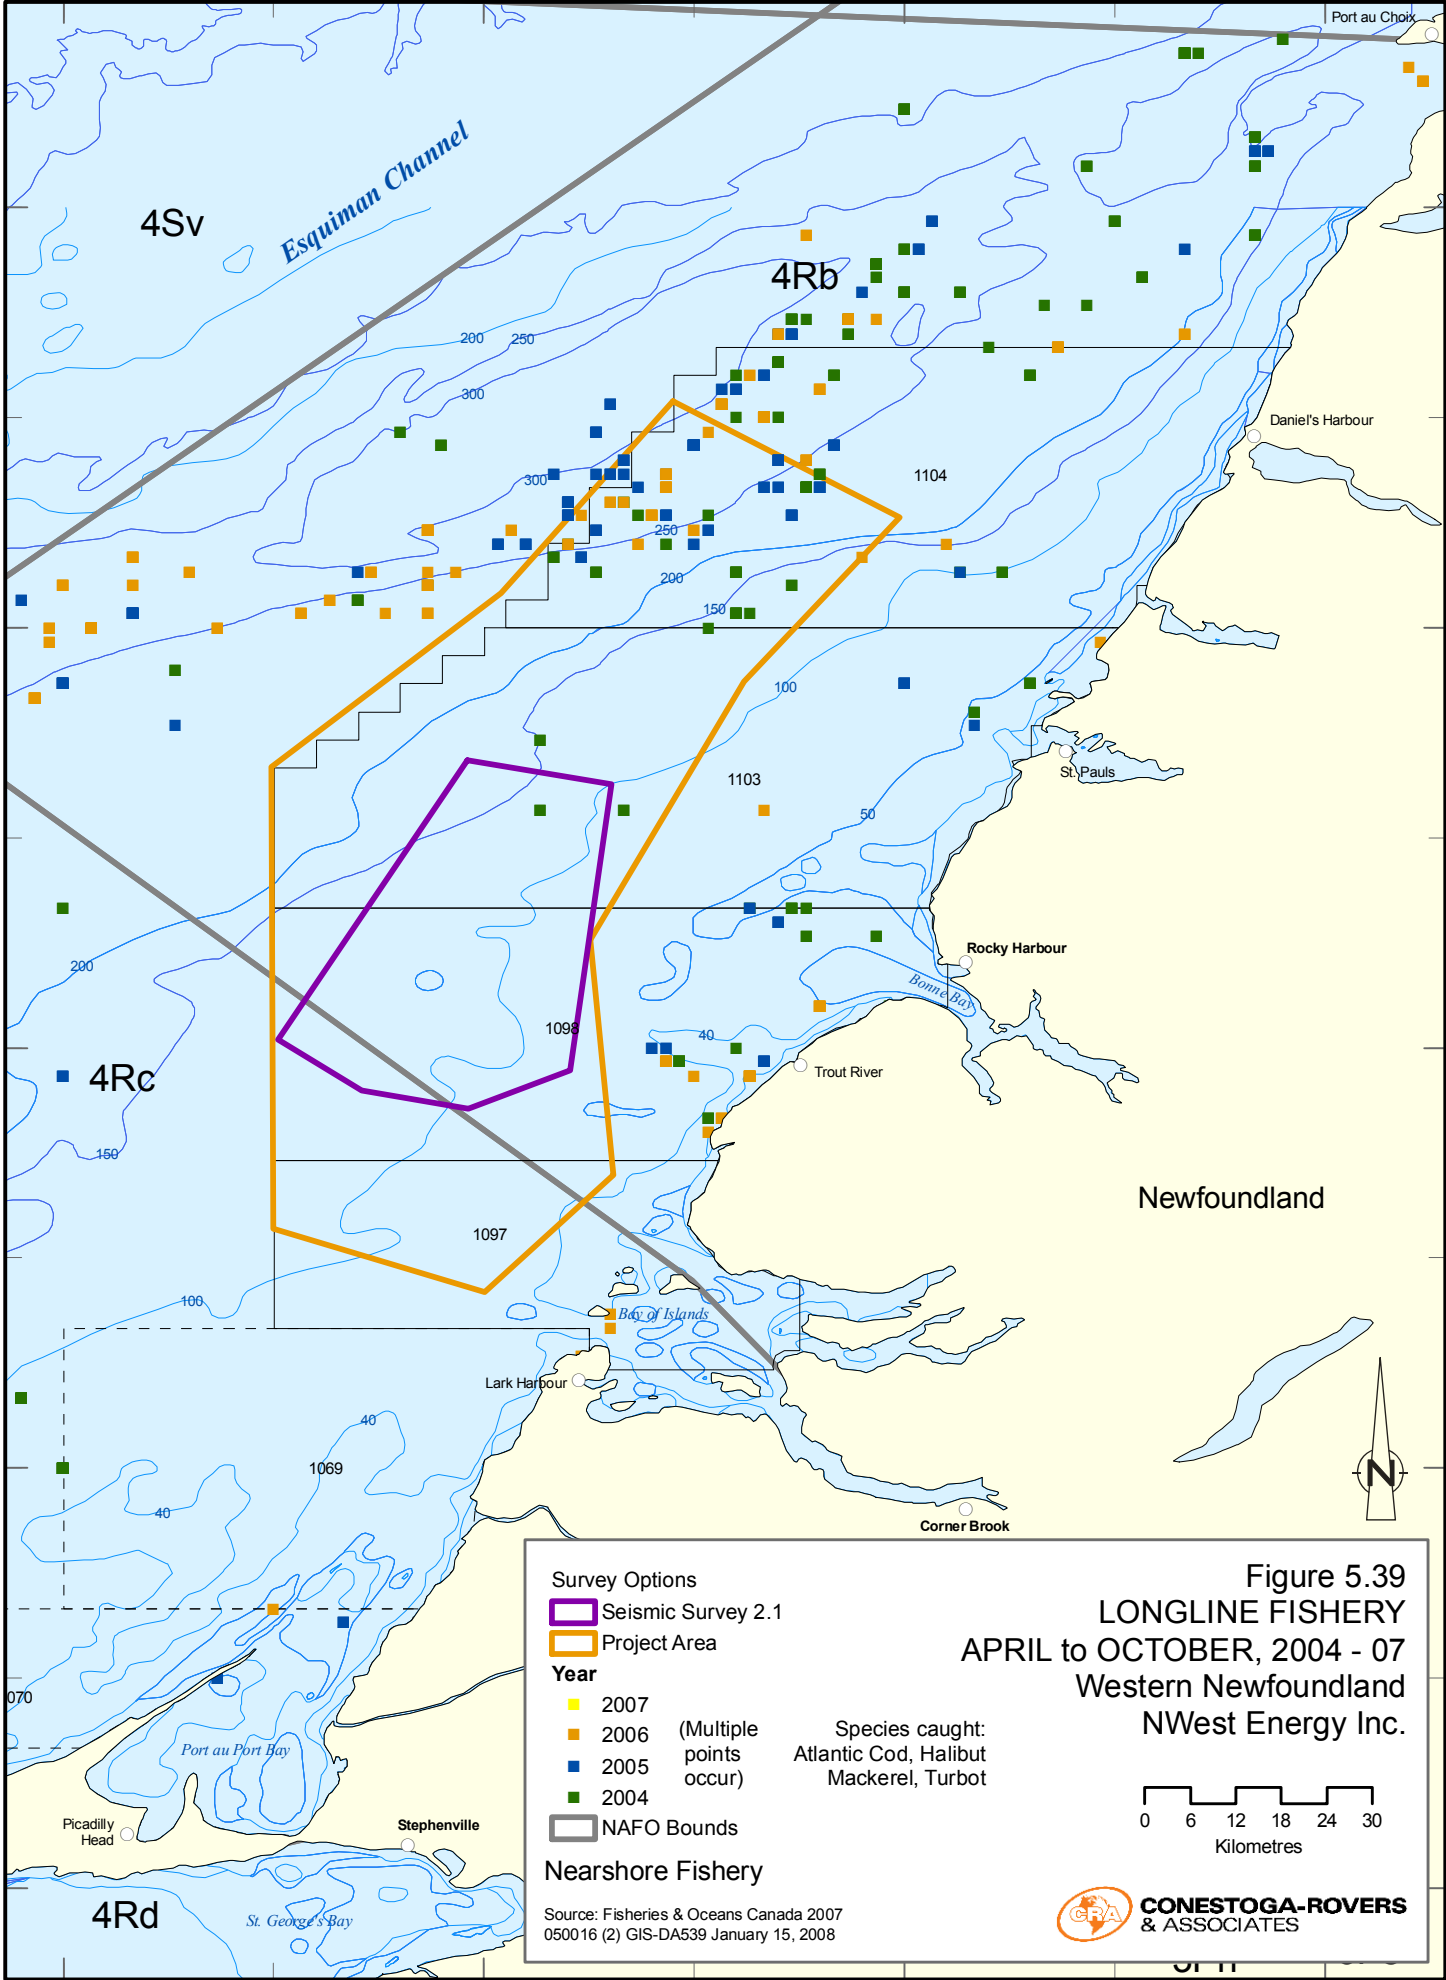 Port au Choix
Esquiman Channel
4Sv
4Rb
200
250
300
Daniel's Harbour
300
1104
250
200
150
100
1103
St. Pauls
50
200
Rocky Harbour
Bonne Bay
1098
40
4Rc
Trout River
150
Newfoundland
1097
100
Bay of Islands
Lark Harbour
40
1069
40
Corner Brook
N
070
Port au Port Bay
Picadilly
Head
Stephenville
4Rd
St. George's Bay
Survey Options
Seismic Survey 2.1
Project Area
Year
2007
2006
2005
2004
(Multiple
points
occur)
Species caught:
Atlantic Cod, Halibut
Mackerel, Turbot
NAFO Bounds
Nearshore Fishery
Source: Fisheries & Oceans Canada 2007
050016 (2) GIS-DA539 January 15, 2008
Figure 5.39
LONGLINE FISHERY
APRIL to OCTOBER, 2004 - 07
Western Newfoundland
NWest Energy Inc.
0 6 12 18 24 30
Kilometres
CRA
CONESTOGA-ROVERS
& ASSOCIATES